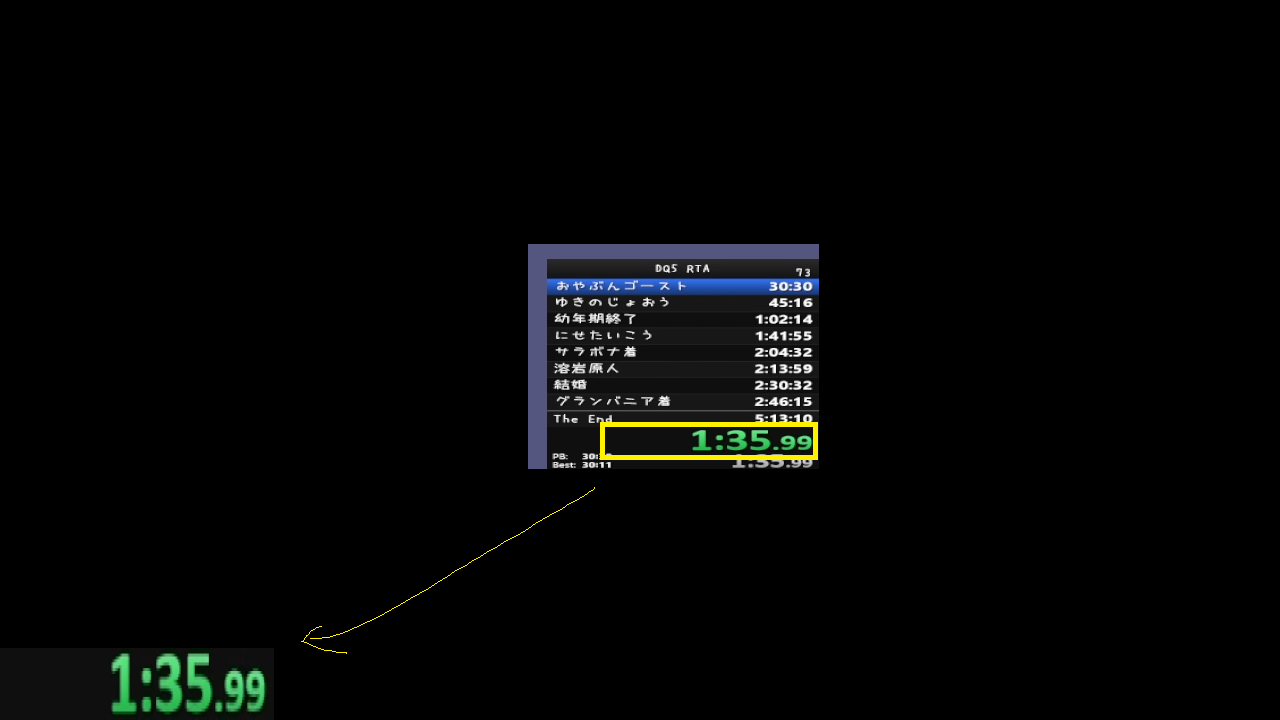 DQ5 RTA
73
おやぶんゴースト 30:30
ゆきのじょおう 45:16
幼年期終了 1:02:14
にせたいこう 1:41:55
サラボナ着 2:04:32
溶岩原人 2:13:59
結婚 2:30:32
グランバニア着 2:46:15
The End 5:13:10
1:35.99
PB:
Best: 30:11 1:35.99
1:35.99